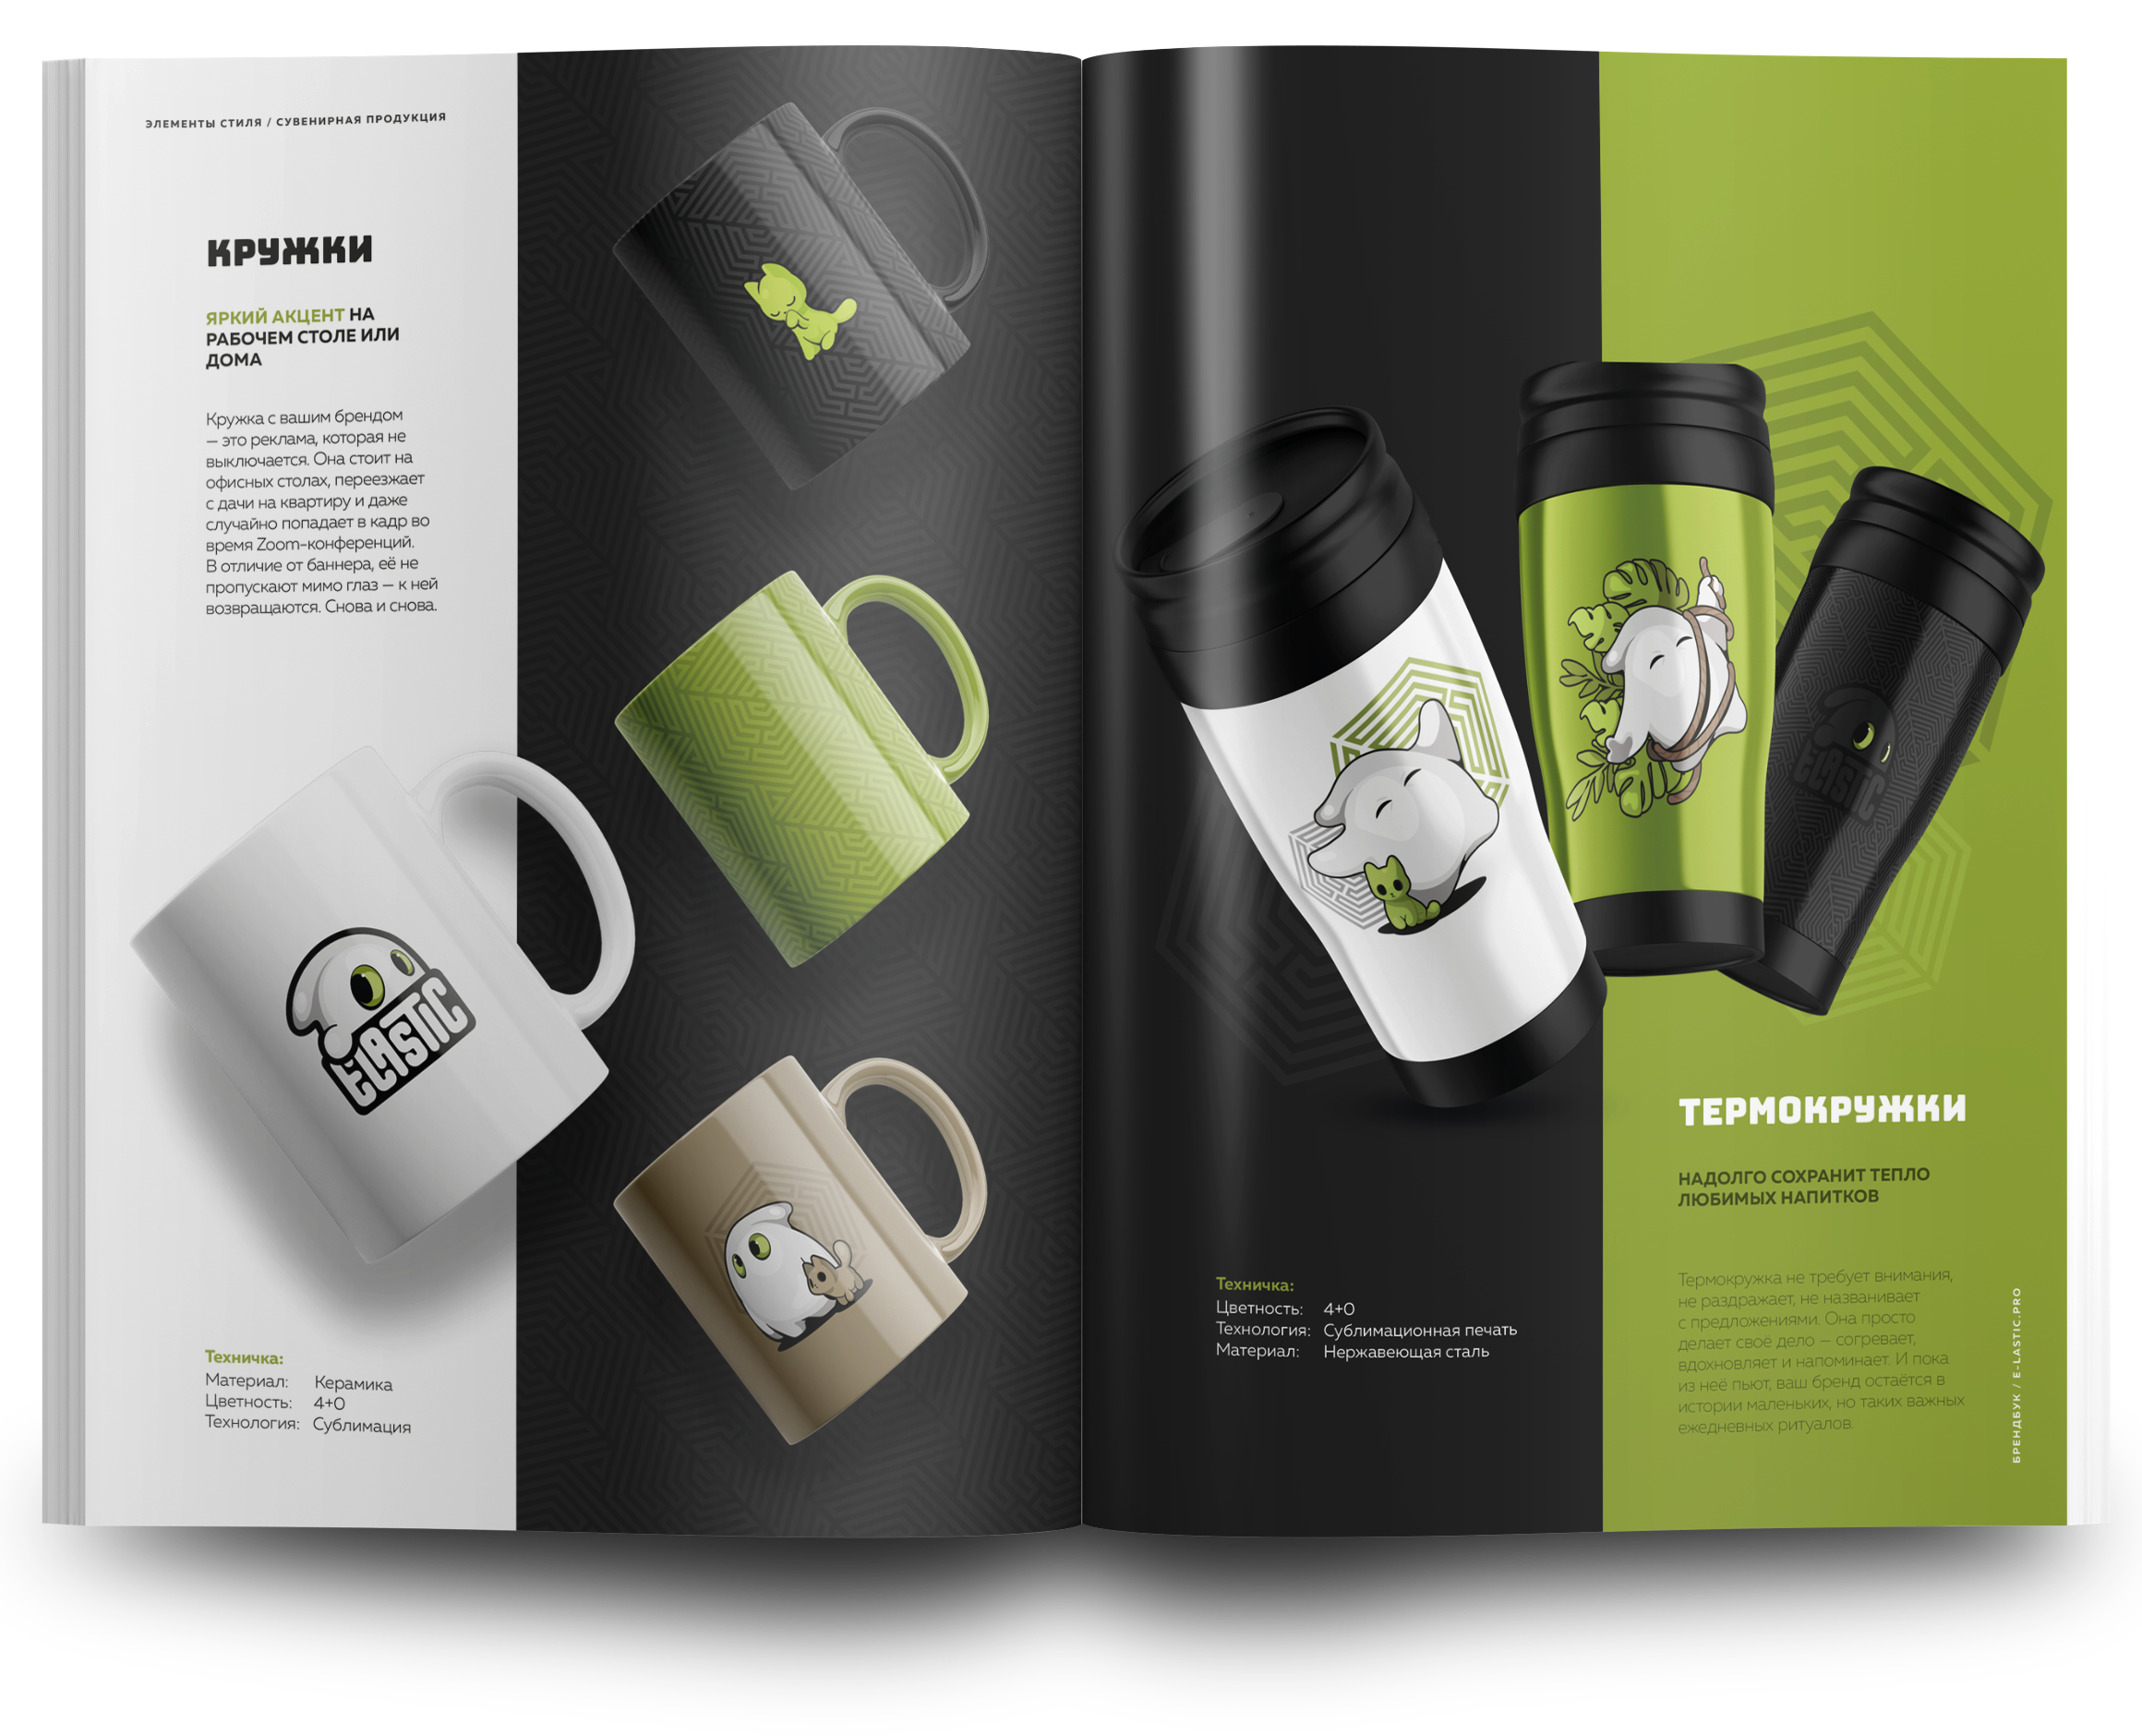 ЭЛЕМЕНТЫ СТИЛЯ / СУВЕНИРНАЯ ПРОДУКЦИЯ
КРУЖКИ
ЯРКИЙ АКЦЕНТ НА
РАБОЧЕМ СТОЛЕ ИЛИ
ДОМА
Кружка с вашим брендом
– это реклама, которая не
выключается. Она стоит на
офисных столах, переезжает
с дачи на квартиру и даже
случайно попадает в кадр во
время Zoom-конференций.
В отличие от баннера, её не
пропускают мимо глаз – к ней
возвращаются. Снова и снова.
ELASTIC
Техничка:
Материал: Керамика
Цветность: 4+0
Технология: Сублимация
ELASTIC
Техничка:
Цветность: 4+0
Технология: Сублимационная печать
Материал: Нержавеющая сталь
ТЕРМОКРУЖКИ
НАДОЛГО СОХРАНИТ ТЕПЛО
ЛЮБИМЫХ НАПИТКОВ
Термокружка не требует внимания,
не раздражает, не названивает
с предложениями. Она просто
делает своё дело – согревает,
вдохновляет и напоминает. И пока
из неё пьют, ваш бренд остаётся в
истории маленьких, но таких важных
ежедневных ритуалов.
БРЕНДБУК / E-LASTIC.PRO